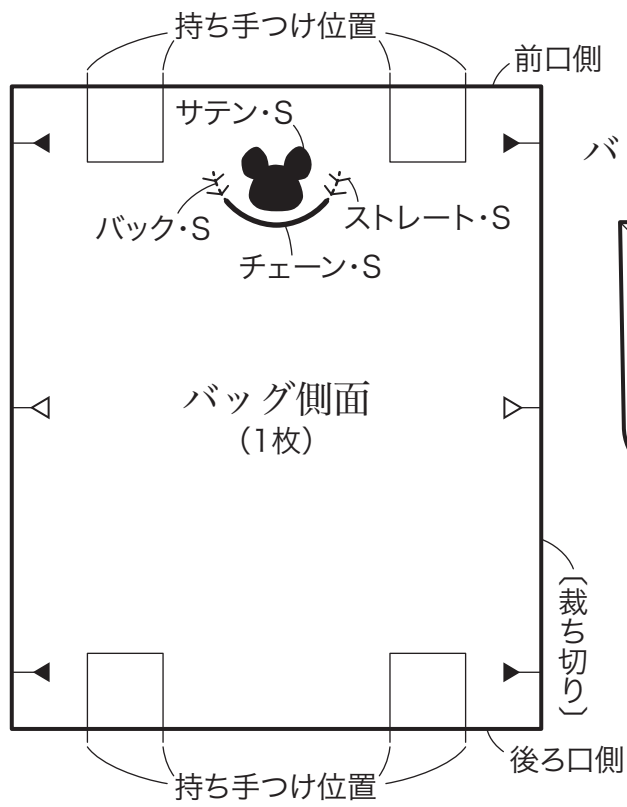 持ち手つけ位置
前口側
サテン・S
バ
バック・S
ストレート・S
チェーン・S
バッグ側面
（1枚）
〔裁ち切り〕
後ろ口側
持ち手つけ位置